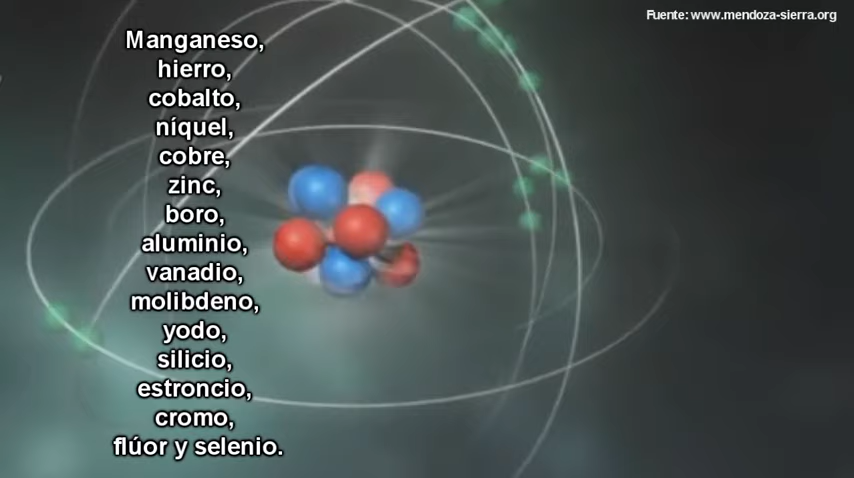 Fuente: www.mendoza-sierra.org
Manganeso,
hierro,
cobalto,
níquel,
cobre,
zinc,
boro,
aluminio,
vanadio,
molibdeno,
yodo,
silicio,
estroncio,
cromo,
flúor y selenio.